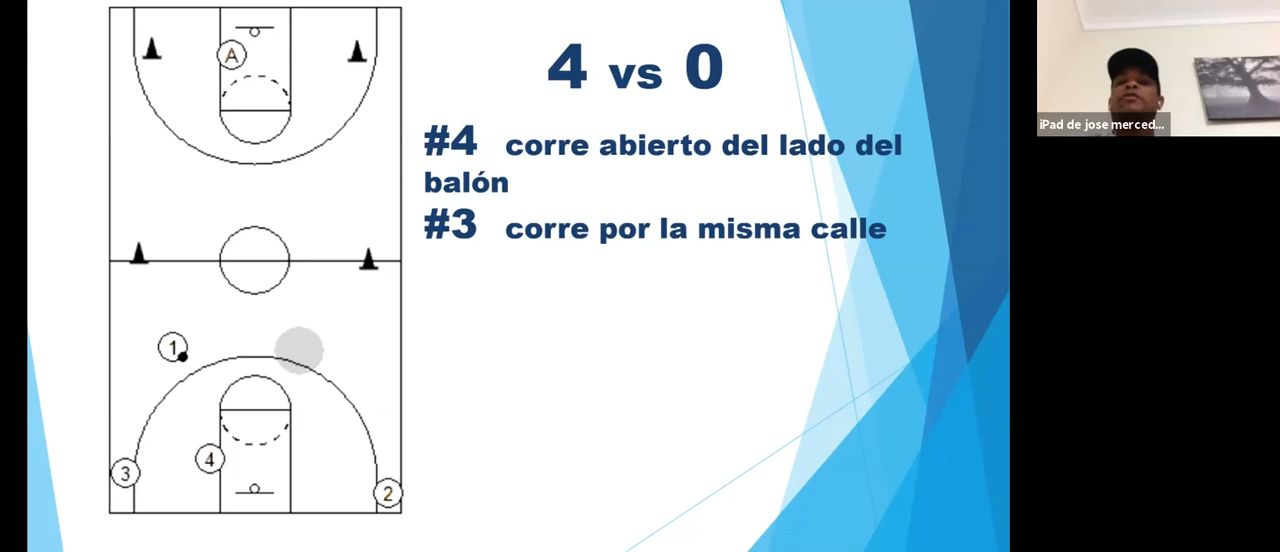 4 vs 0
#4 corre abierto del lado del
balón
#3 corre por la misma calle
A
1
4
3
2
iPad de jose merced...